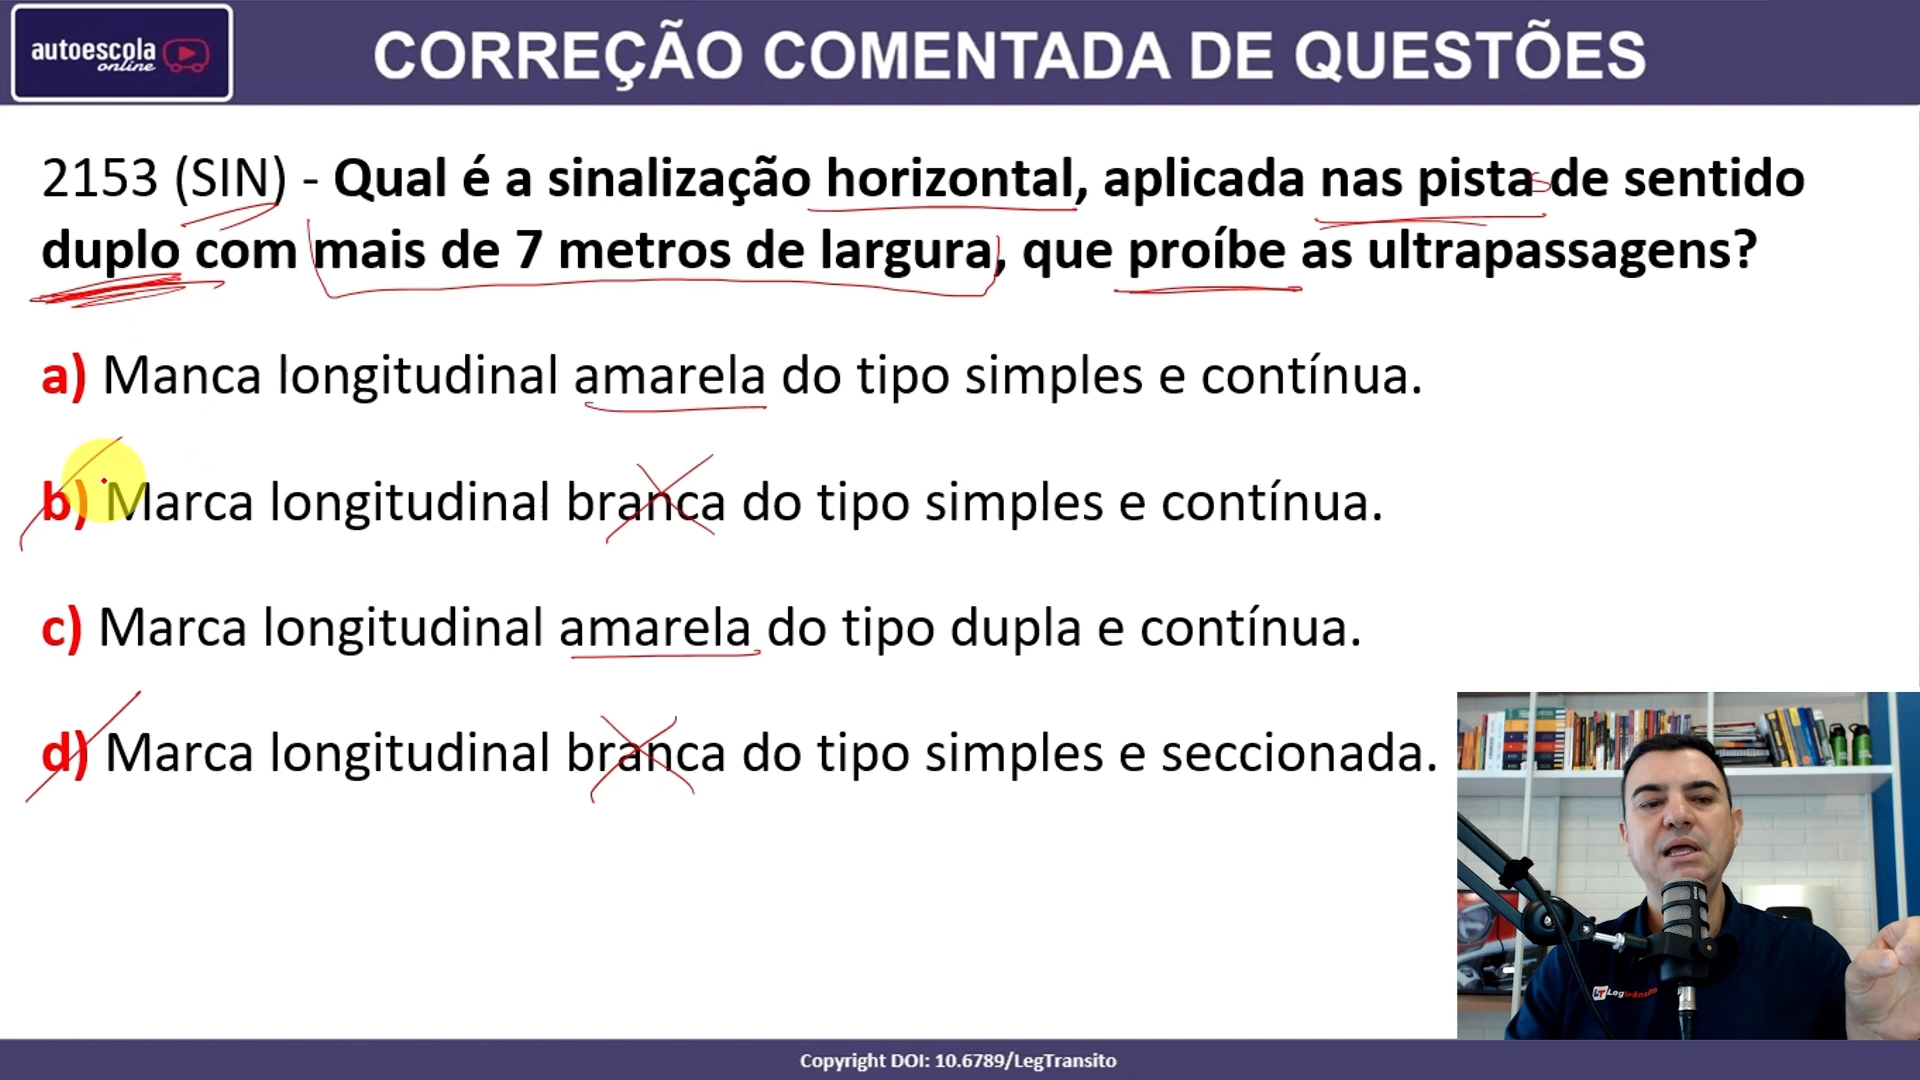 autoescola
online
CORREÇÃO COMENTADA DE QUESTÕES
2153 (SIN) - Qual é a sinalização horizontal, aplicada nas pistas de sentido
duplo com mais de 7 metros de largura, que proíbe as ultrapassagens?
a) Manca longitudinal amarela do tipo simples e contínua.
b) Marca longitudinal branca do tipo simples e contínua.
c) Marca longitudinal amarela do tipo dupla e contínua.
d) Marca longitudinal branca do tipo simples e seccionada.
LT Legtrânsito
Copyright DOI: 10.6789/LegTransito